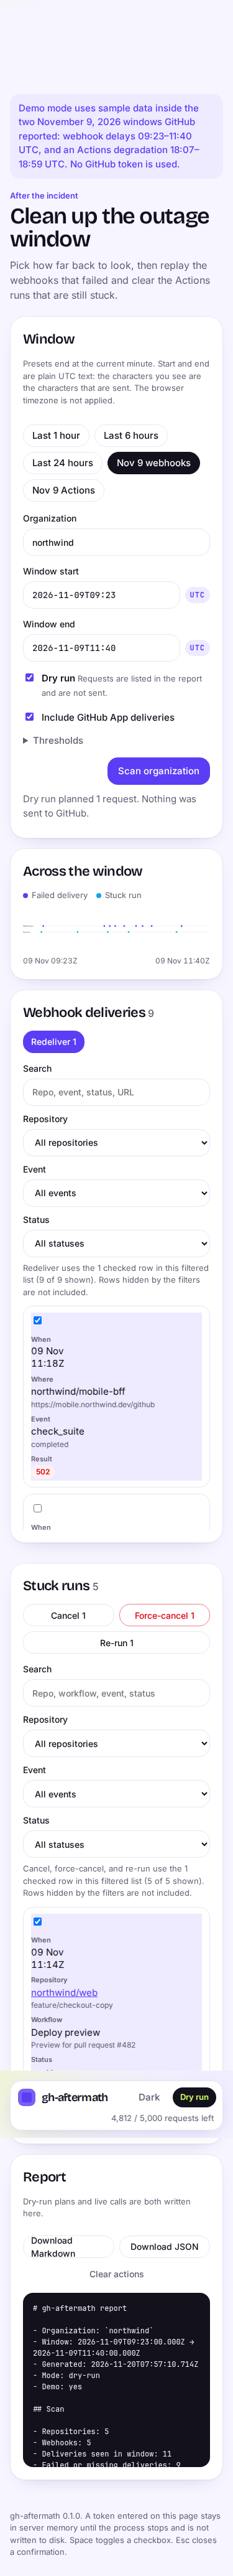 Demo mode uses sample data inside the
two November 9, 2026 windows GitHub
reported: webhook delays 09:23–11:40
UTC, and an Actions degradation 18:07–
18:59 UTC. No GitHub token is used.
After the incident
Clean up the outage
window
Pick how far back to look, then replay the
webhooks that failed and clear the Actions
runs that are still stuck.
Window
Presets end at the current minute. Start and end
are plain UTC text: the characters you see are
the characters that are sent. The browser
timezone is not applied.
Last 1 hour
Last 6 hours
Last 24 hours
Nov 9 webhooks
Nov 9 Actions
Organization
northwind
Window start
2026-11-09T09:23
UTC
Window end
2026-11-09T11:40
UTC
Dry run Requests are listed in the report
and are not sent.
Include GitHub App deliveries
Thresholds
Scan organization
Dry run planned 1 request. Nothing was
sent to GitHub.
Across the window
Failed delivery
Stuck run
09 Nov 09:23Z
09 Nov 11:40Z
Webhook deliveries 9
Redeliver 1
Search
Repo, event, status, URL
Repository
All repositories
Event
All events
Status
All statuses
Redeliver uses the 1 checked row in this filtered
list (9 of 9 shown). Rows hidden by the filters
are not included.
When
09 Nov
11:18Z
Where
northwind/mobile-bff
https://mobile.northwind.dev/github
Event
check_suite
completed
Result
502
When
Stuck runs 5
Cancel 1
Force-cancel 1
Re-run 1
Search
Repo, workflow, event, status
Repository
All repositories
Event
All events
Status
All statuses
Cancel, force-cancel, and re-run use the 1
checked row in this filtered list (5 of 5 shown).
Rows hidden by the filters are not included.
When
09 Nov
11:14Z
Repository
northwind/web
feature/checkout-copy
Workflow
Deploy preview
Preview for pull request #482
Status
gh-aftermath
Dark
Dry run
4,812 / 5,000 requests left
Report
Dry-run plans and live calls are both written
here.
Download
Markdown
Download JSON
Clear actions
# gh-aftermath report
- Organization: `northwind`
- Window: 2026-11-09T09:23:00.000Z →
2026-11-09T11:40:00.000Z
- Generated: 2026-11-20T07:57:10.714Z
- Mode: dry-run
- Demo: yes
## Scan
- Repositories: 5
- Webhooks: 5
- Deliveries seen in window: 11
- Failed or missing deliveries: 9
gh-aftermath 0.1.0. A token entered on this page stays
in server memory until the process stops and is not
written to disk. Space toggles a checkbox. Esc closes
a confirmation.